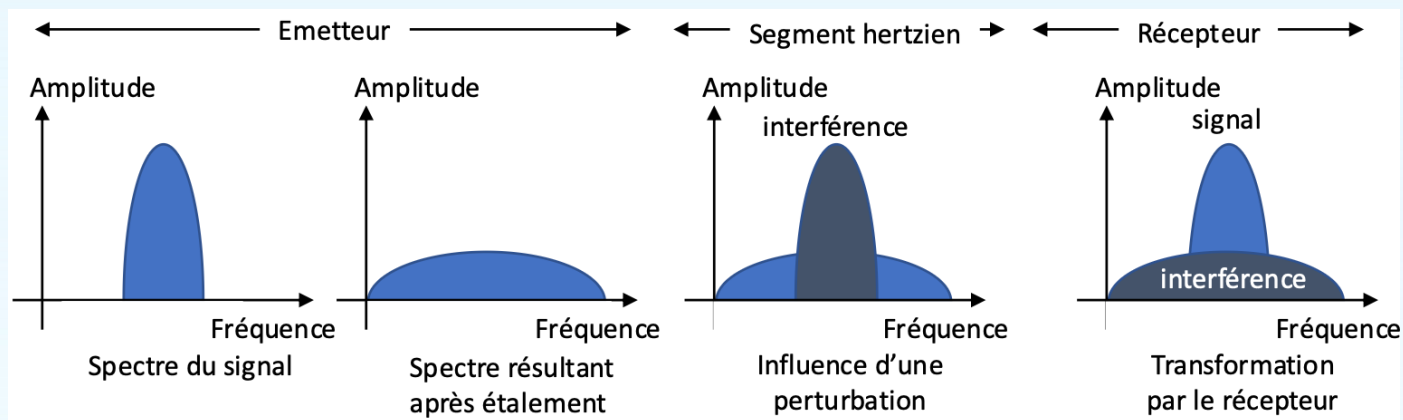 Emetteur
Segment hertzien
Récepteur
Amplitude
Amplitude
Amplitude
Amplitude
interférence
signal
interférence
Fréquence
Fréquence
Fréquence
Fréquence
Spectre du signal
Spectre résultant
après étalement
Influence d’une
perturbation
Transformation
par le récepteur